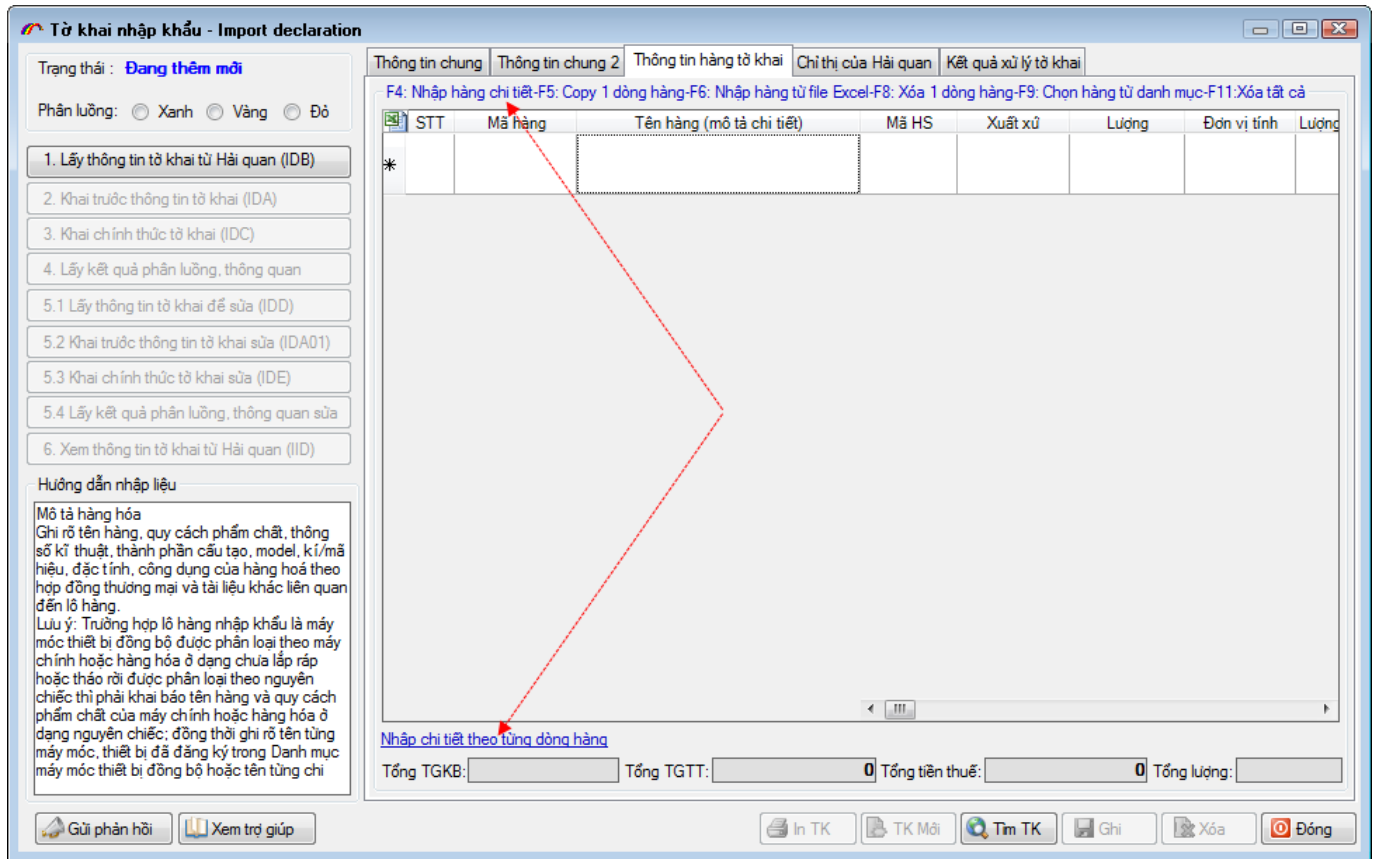 Tờ khai nhập khẩu - Import declaration
Trạng thái : Đang thêm mới
Phân luồng: Xanh Vàng Đỏ
1. Lấy thông tin tờ khai từ Hải quan (IDB)
2. Khai trước thông tin tờ khai (IDA)
3. Khai chính thức tờ khai (IDC)
4. Lấy kết quả phân luồng, thông quan
5.1 Lấy thông tin tờ khai để sửa (IDD)
5.2 Khai trước thông tin tờ khai sửa (IDA01)
5.3 Khai chính thức tờ khai sửa (IDE)
5.4 Lấy kết quả phân luồng, thông quan sửa
6. Xem thông tin tờ khai từ Hải quan (IID)
Hướng dẫn nhập liệu
Mô tả hàng hóa
Ghi rõ tên hàng, quy cách phẩm chất, thông
số kĩ thuật, thành phần cấu tạo, model, kí/mã
hiệu, đặc tính, công dụng của hàng hoá theo
hợp đồng thương mại và tài liệu khác liên quan
đến lô hàng.
Lưu ý: Trường hợp lô hàng nhập khẩu là máy
móc thiết bị đồng bộ được phân loại theo máy
chính hoặc hàng hóa ở dạng chưa lắp ráp
hoặc tháo rời được phân loại theo nguyên
chiếc thì phải khai báo tên hàng và quy cách
phẩm chất của máy chính hoặc hàng hóa ở
dạng nguyên chiếc; đồng thời ghi rõ tên từng
máy móc, thiết bị đã đăng ký trong Danh mục
máy móc thiết bị đồng bộ hoặc tên từng chi
Thông tin chung Thông tin chung 2 Thông tin hàng tờ khai Chỉ thị của Hải quan Kết quả xử lý tờ khai
F4: Nhập hàng chi tiết-F5: Copy 1 dòng hàng-F6: Nhập hàng từ file Excel-F8: Xóa 1 dòng hàng-F9: Chọn hàng từ danh mục-F11:Xóa tất cả
STT Mã hàng Tên hàng (mô tả chi tiết) Mã HS Xuất xứ Lượng Đơn vị tính Lượng
Nhập chi tiết theo từng dòng hàng
Tổng TGKB: Tổng TGTT: 0 Tổng tiền thuế: 0 Tổng lượng:
Gửi phản hồi Xem trợ giúp In TK TK Mới Tìm TK Ghi Xóa Đóng